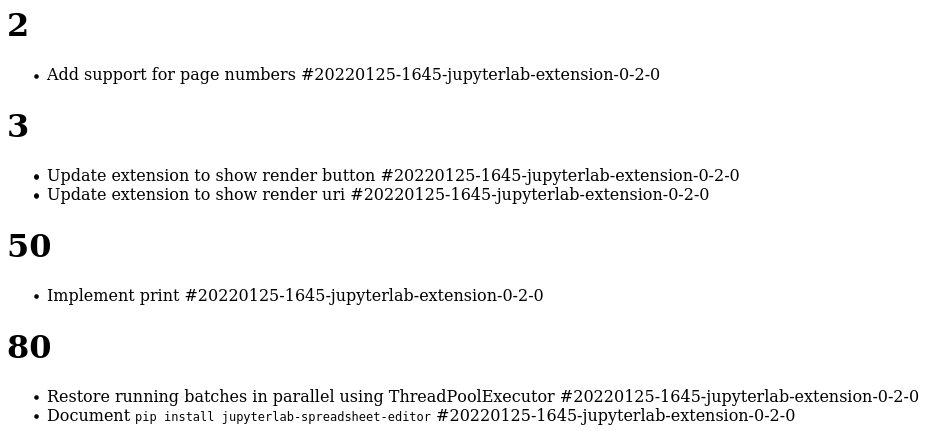 2
• Add support for page numbers #20220125-1645-jupyterlab-extension-0-2-0
3
• Update extension to show render button #20220125-1645-jupyterlab-extension-0-2-0
• Update extension to show render uri #20220125-1645-jupyterlab-extension-0-2-0
50
• Implement print #20220125-1645-jupyterlab-extension-0-2-0
80
• Restore running batches in parallel using ThreadPoolExecutor #20220125-1645-jupyterlab-extension-0-2-0
• Document pip install jupyterlab-spreadsheet-editor #20220125-1645-jupyterlab-extension-0-2-0